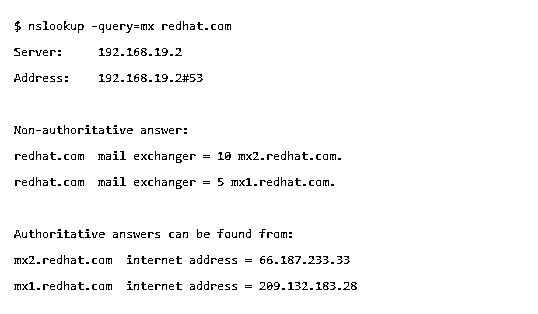 $ nslookup -query=mx redhat.com
Server: 192.168.19.2
Address: 192.168.19.2#53
Non-authoritative answer:
redhat.com mail exchanger = 10 mx2.redhat.com.
redhat.com mail exchanger = 5 mx1.redhat.com.
Authoritative answers can be found from:
mx2.redhat.com internet address = 66.187.233.33
mx1.redhat.com internet address = 209.132.183.28